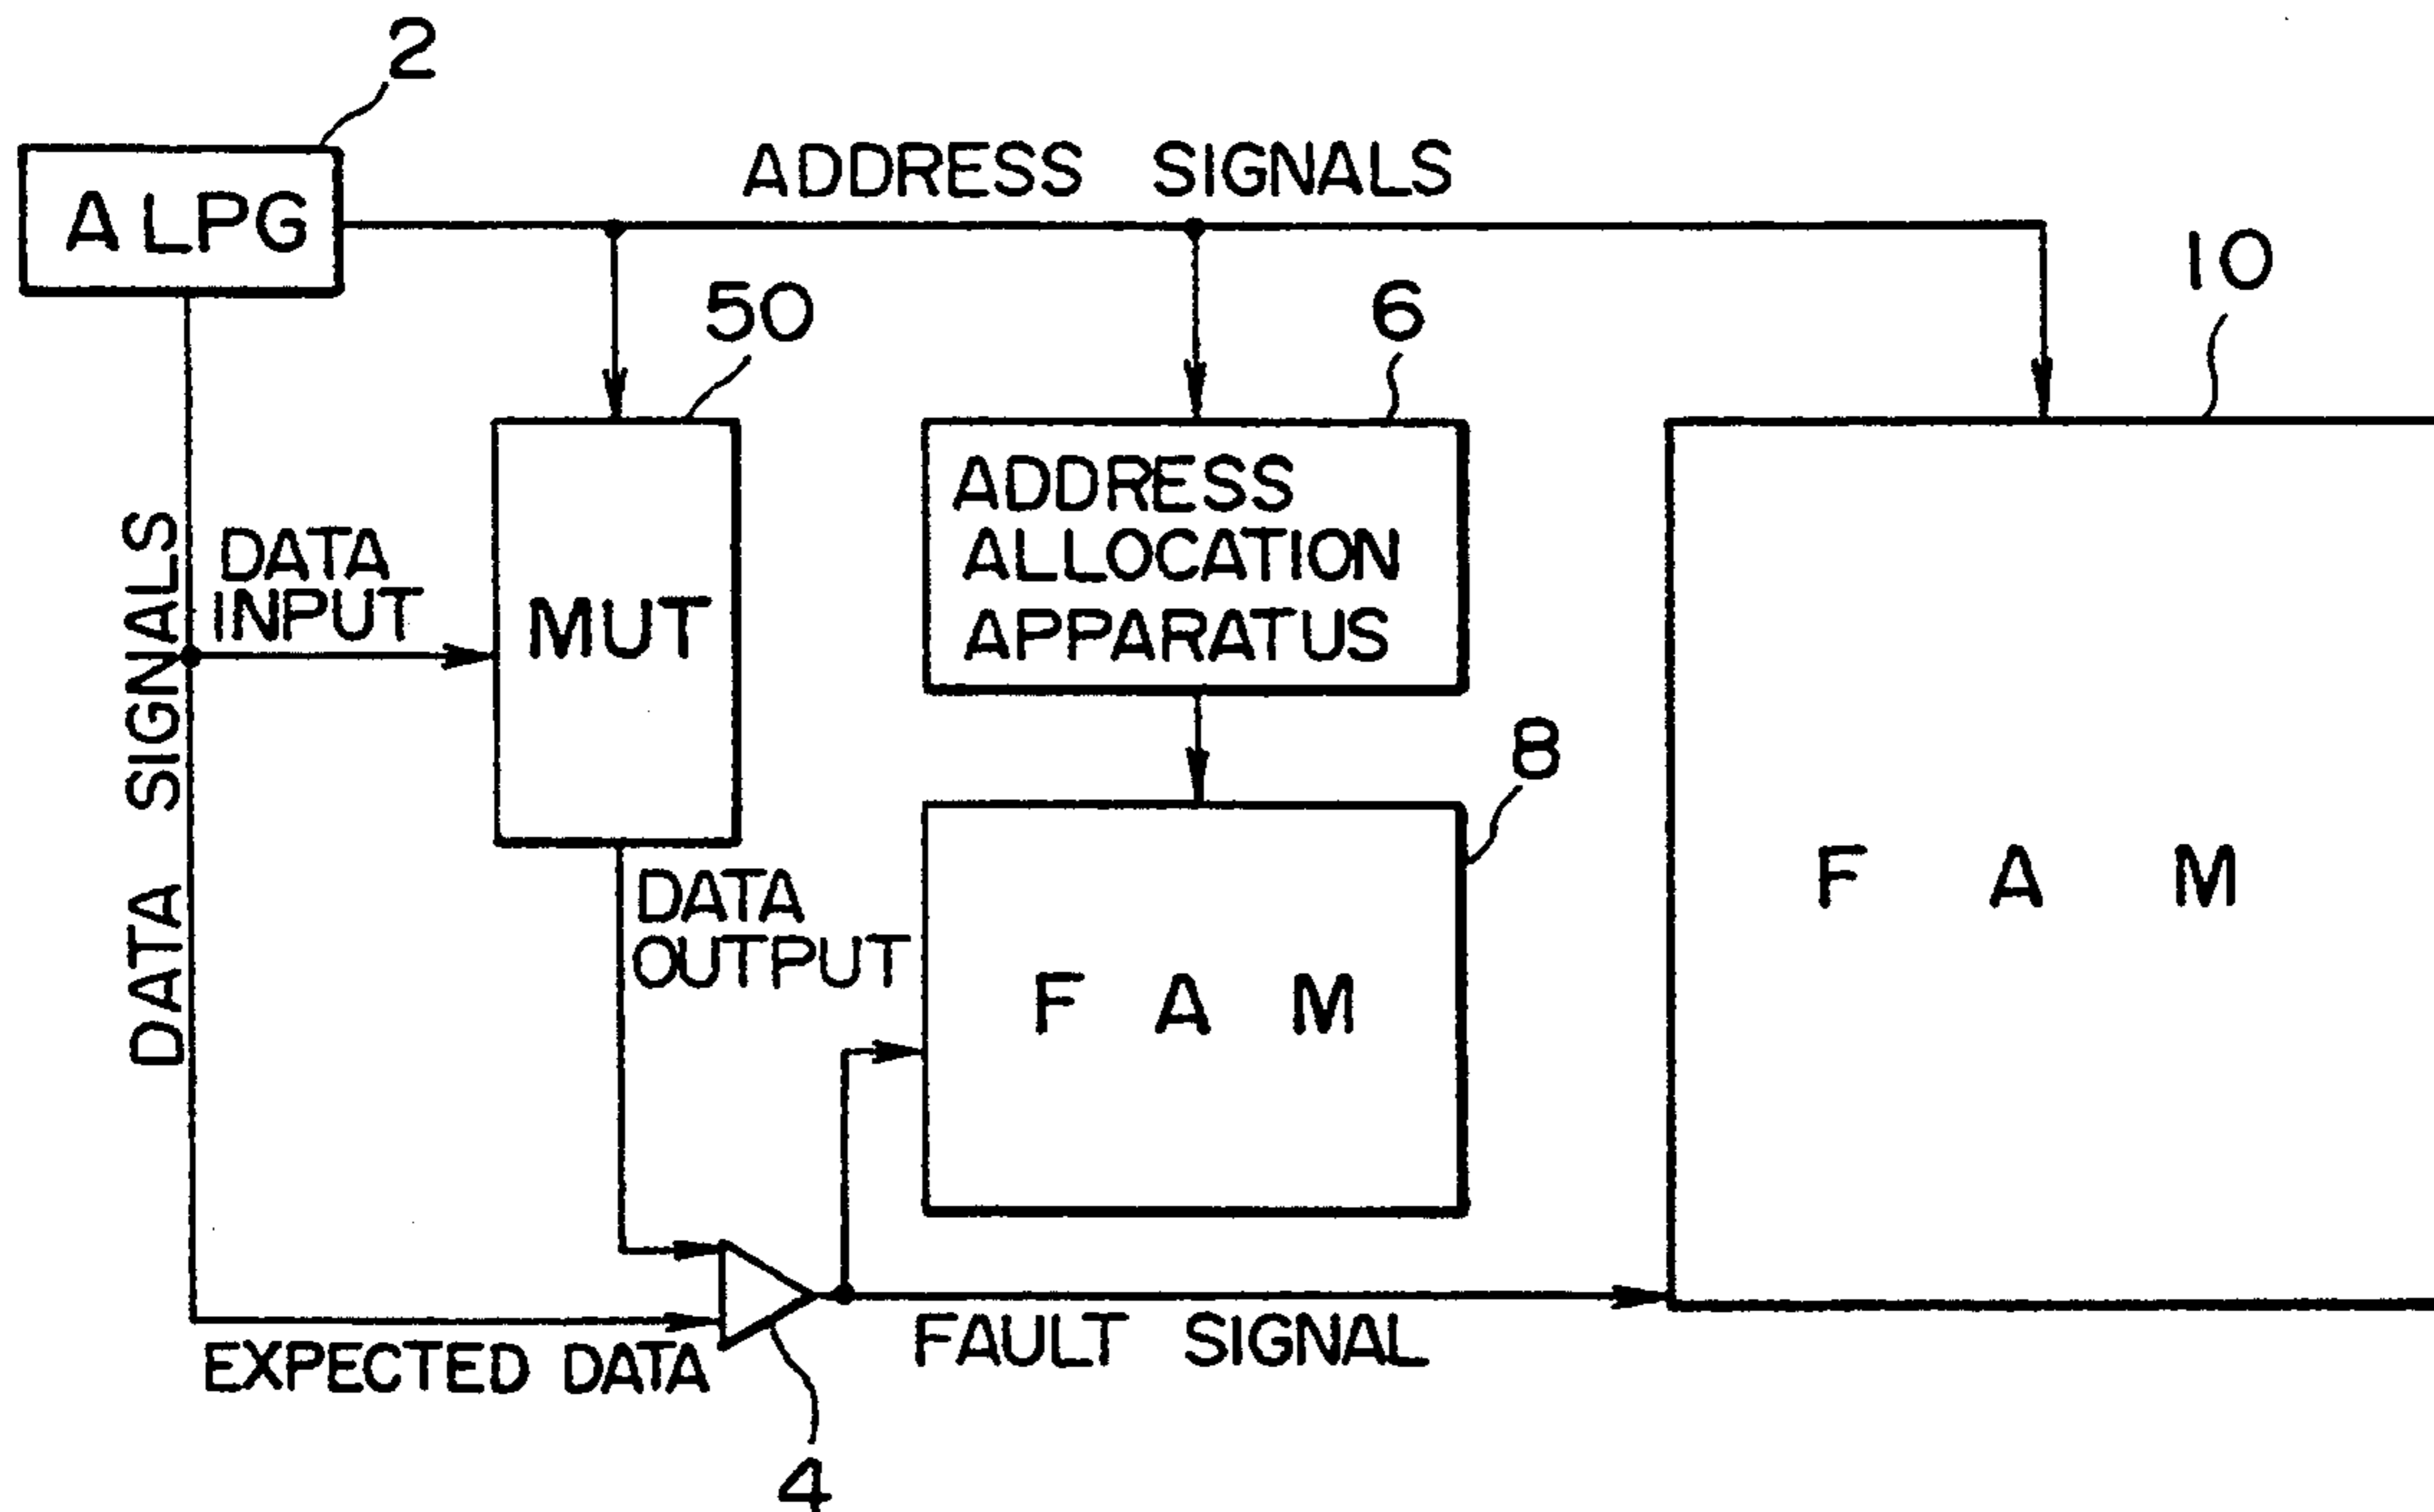 2
ALPG
ADDRESS SIGNALS
10
50
6
ADDRESS
ALLOCATION
APPARATUS
DATA
INPUT
MUT
DATA SIGNALS
8
DATA
OUTPUT
F A M
F A M
FAULT SIGNAL
EXPECTED DATA
4